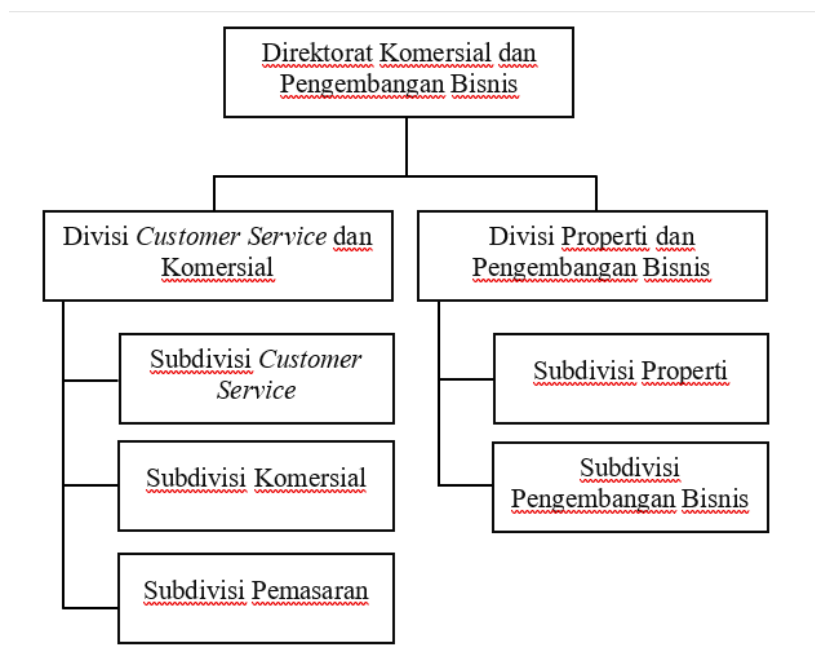 Direktorat Komersial dan
Pengembangan Bisnis
Divisi Customer Service dan
Komersial
Divisi Properti dan
Pengembangan Bisnis
Subdivisi Customer
Service
Subdivisi Komersial
Subdivisi Pemasaran
Subdivisi Properti
Subdivisi
Pengembangan Bisnis